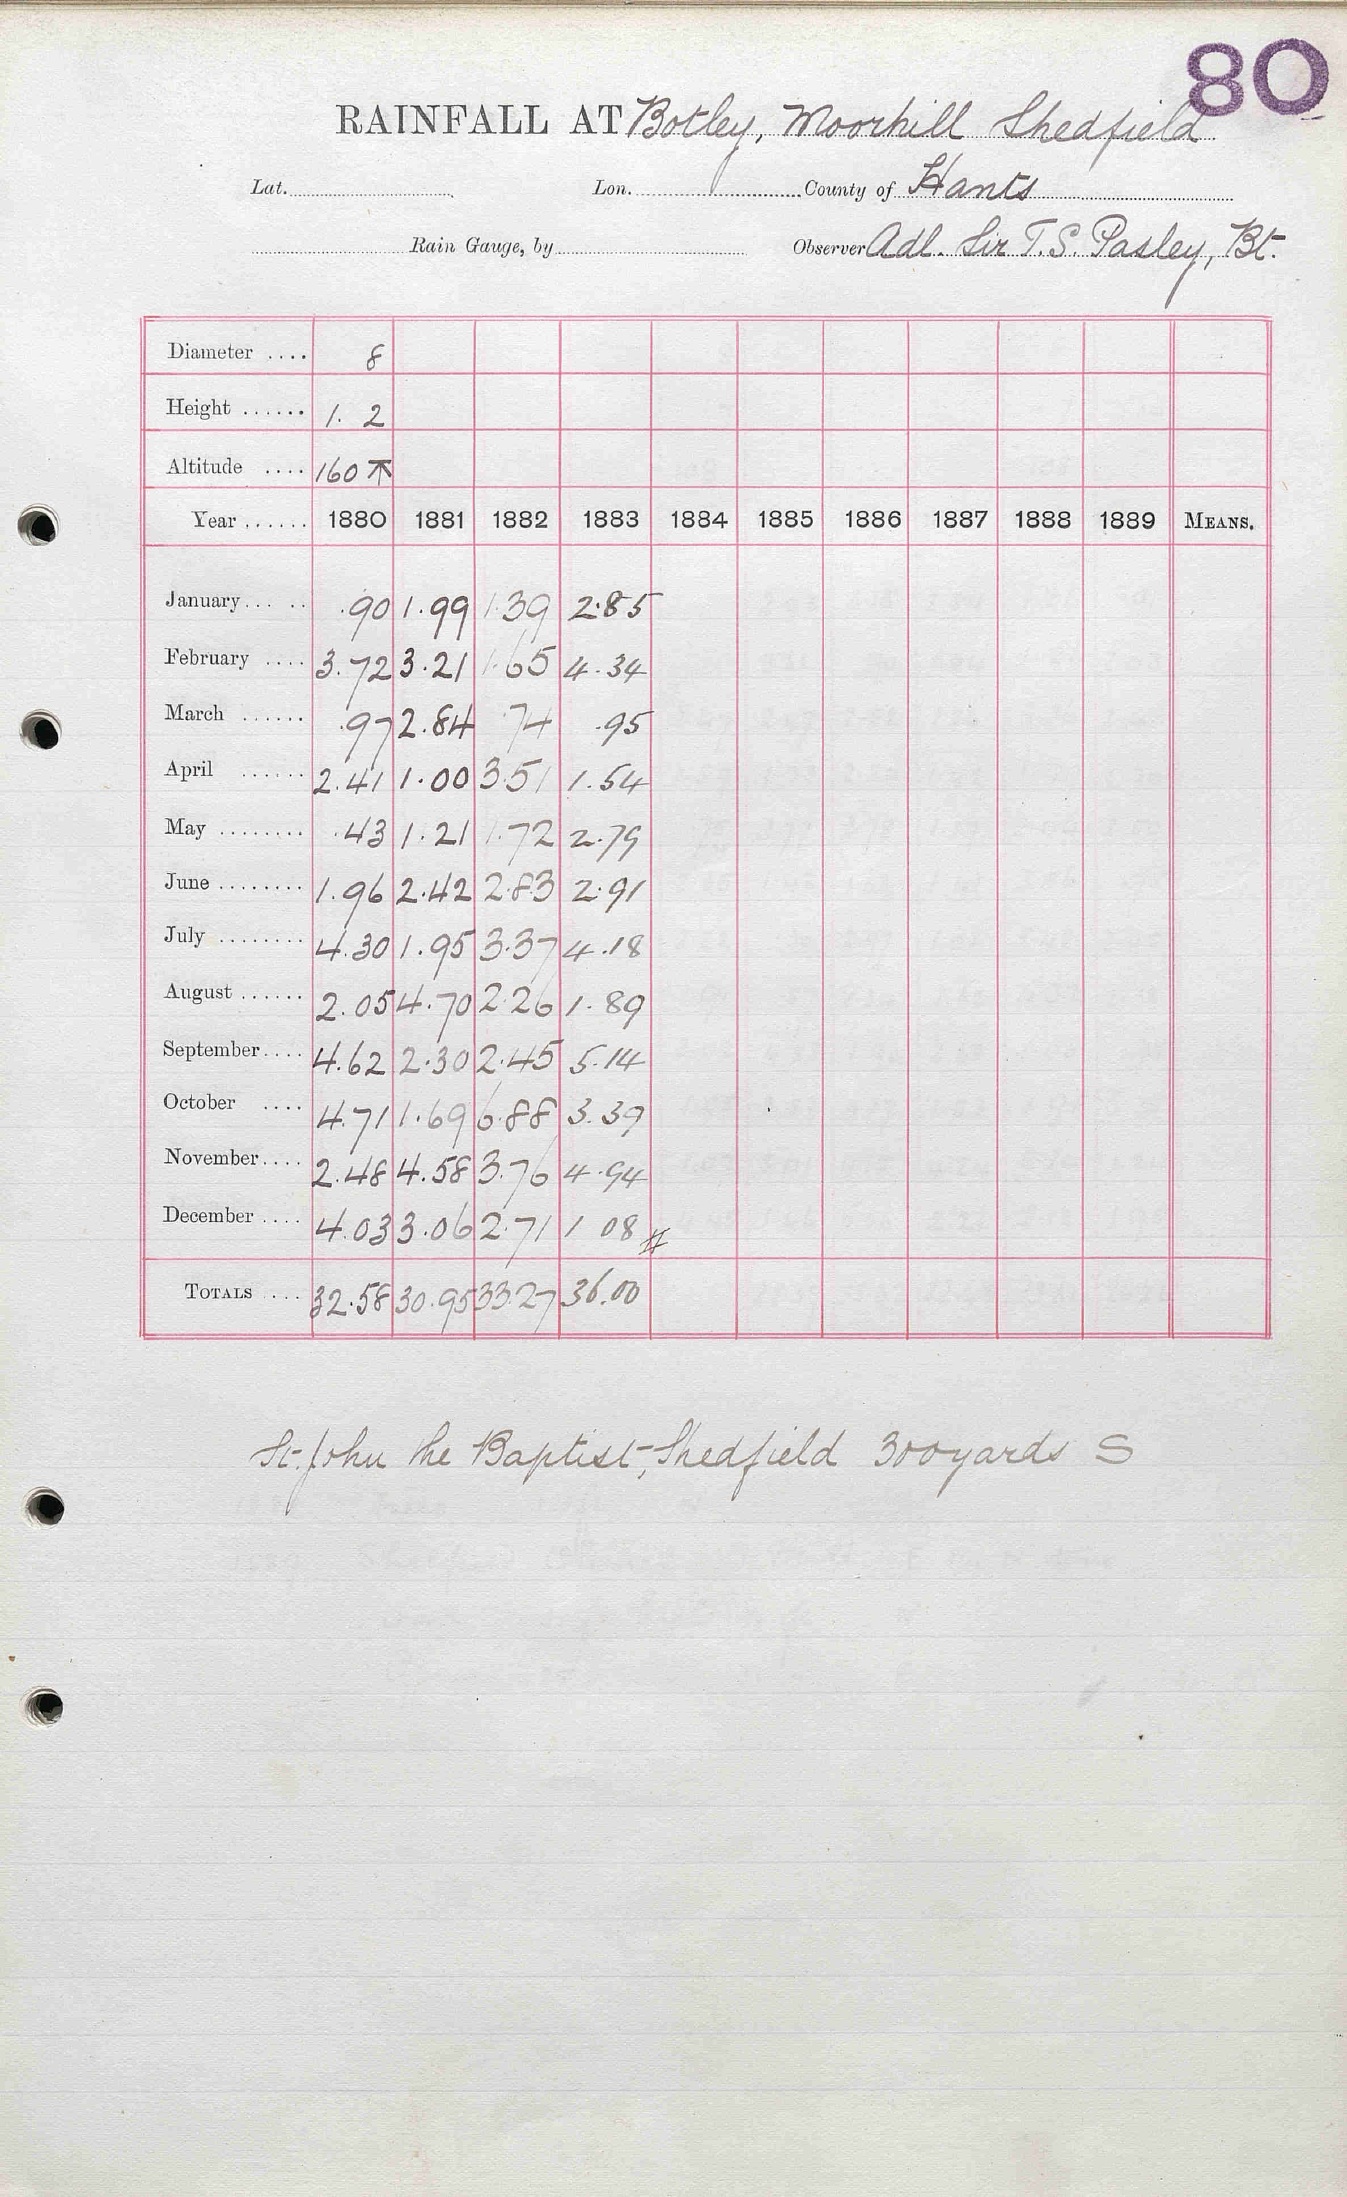 80
RAINFALL AT Botley, Moorhill Shedfield
Lat. Lon. County of Hants
Rain Gauge, by Observer Adl. Sir T.S. Pasley, Bt.
Diameter .... 8
Height ...... 1. 2
Altitude .... 160 ⊼
Year ...... 1880 1881 1882 1883 1884 1885 1886 1887 1888 1889 MEANS.
January ... .. .90 1.99 1.39 2.85
February .... 3.72 3.21 1.65 4.34
March ...... .97 2.84 .74 .95
April ...... 2.41 1.00 3.51 1.54
May ........ .43 1.21 1.72 2.79
June ........ 1.96 2.42 2.83 2.91
July ........ 4.30 1.95 3.37 4.18
August ...... 2.05 4.70 2.26 1.89
September .... 4.62 2.30 2.45 5.14
October .... 4.71 1.69 6.88 3.39
November .... 2.48 4.58 3.76 4.94
December .... 4.03 3.06 2.71 1 08 #
TOTALS .... 32.58 30.95 33.27 36.00
St. John the Baptist, Shedfield 300 yards S